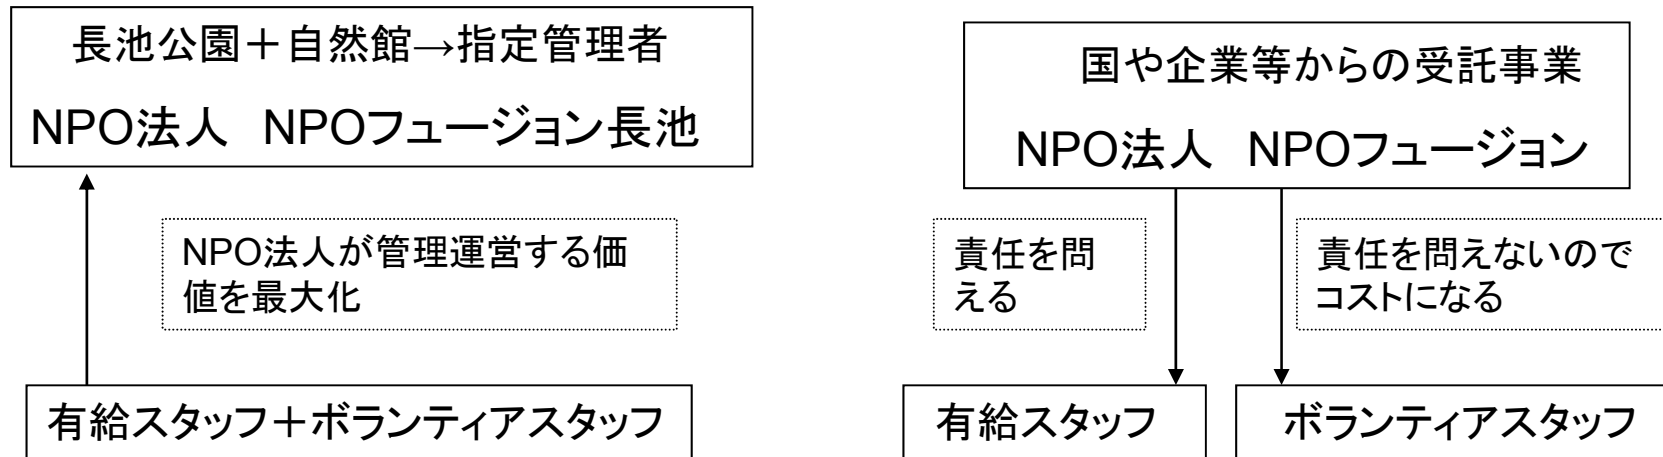 長池公園＋自然館→指定管理者
NPO法人　NPOフュージョン長池
NPO法人が管理運営する価
値を最大化
有給スタッフ＋ボランティアスタッフ
国や企業等からの受託事業
NPO法人　NPOフュージョン
責任を問
える
責任を問えないので
コストになる
有給スタッフ
ボランティアスタッフ